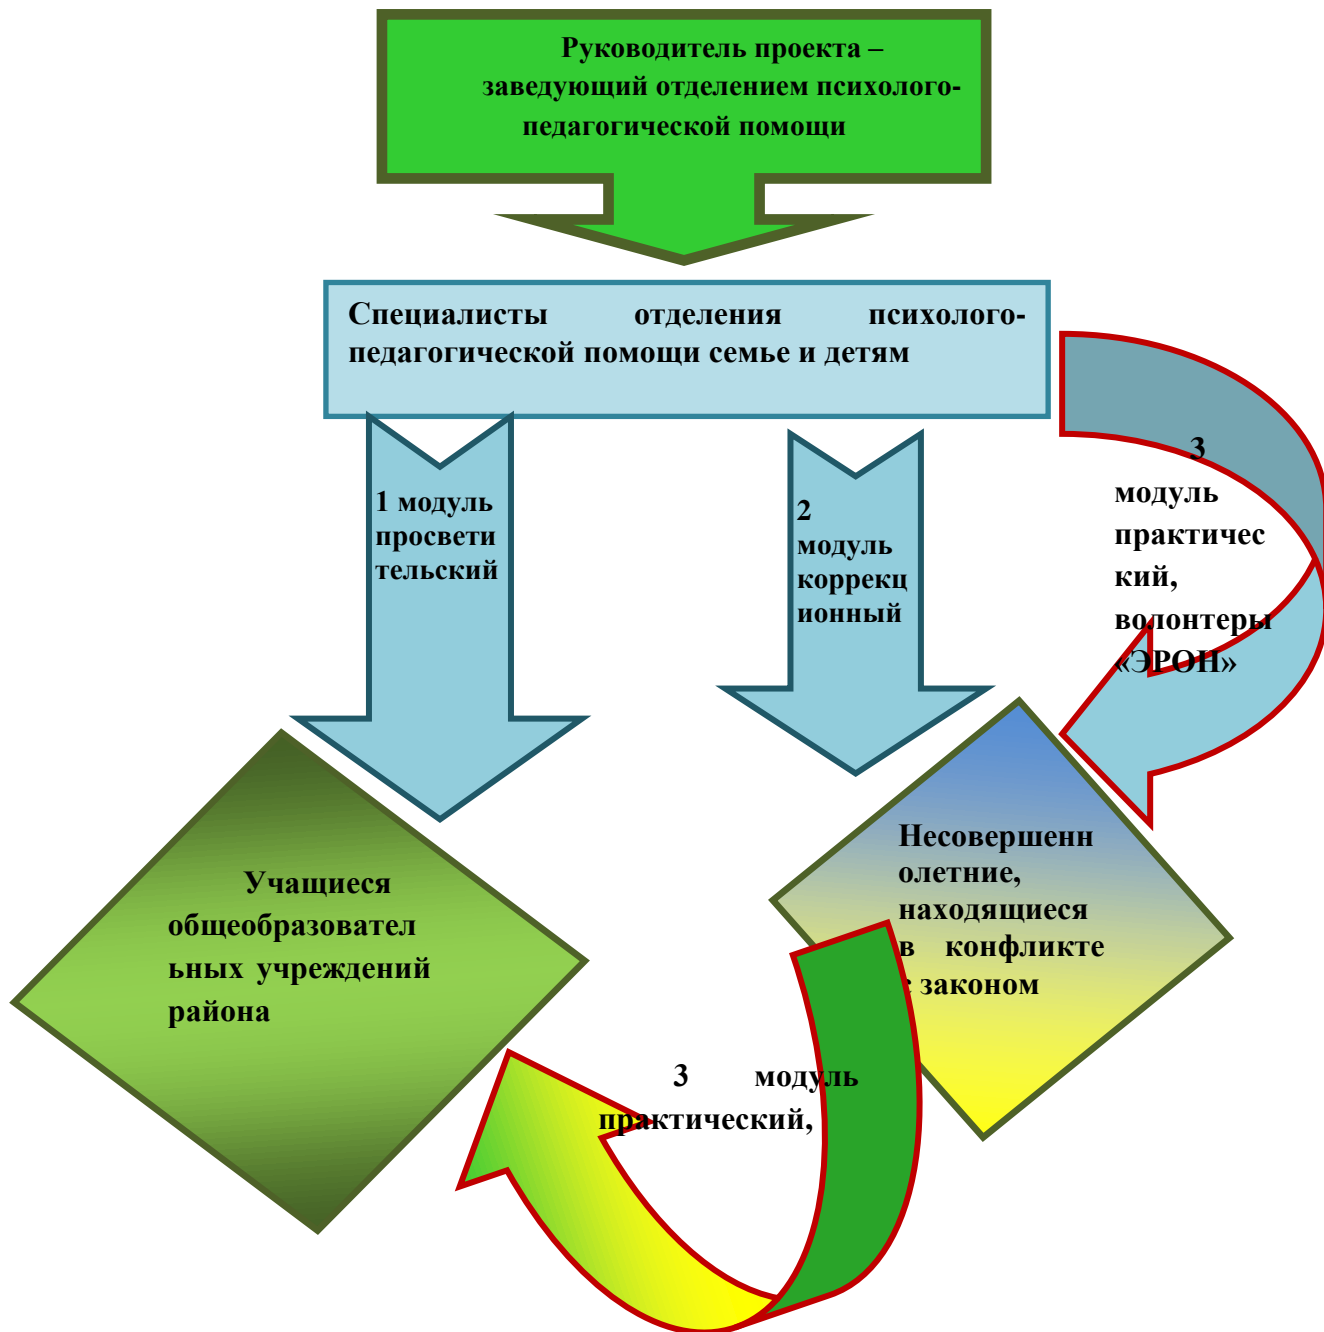 Руководитель проекта –
заведующий отделением психолого-
педагогической помощи
Специалисты отделения психолого-
педагогической помощи семье и детям
1 модуль
просвети
тельский
2
модуль
коррекц
ионный
3
модуль
практичес
кий,
волонтеры
«ЭРОН»
Учащиеся
общеобразовател
ьных учреждений
района
Несовершенн
олетние,
находящиеся
в конфликте
с законом
3 модуль
практический,